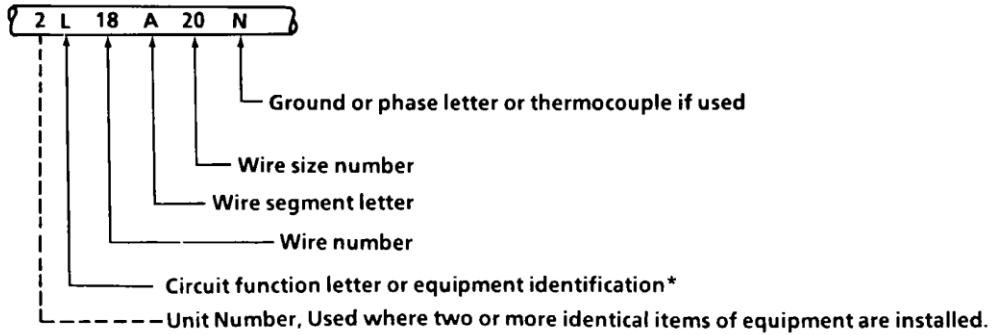 2 L 18 A 20 N
Ground or phase letter or thermocouple if used
Wire size number
Wire segment letter
Wire number
Circuit function letter or equipment identification*
Unit Number, Used where two or more identical items of equipment are installed.